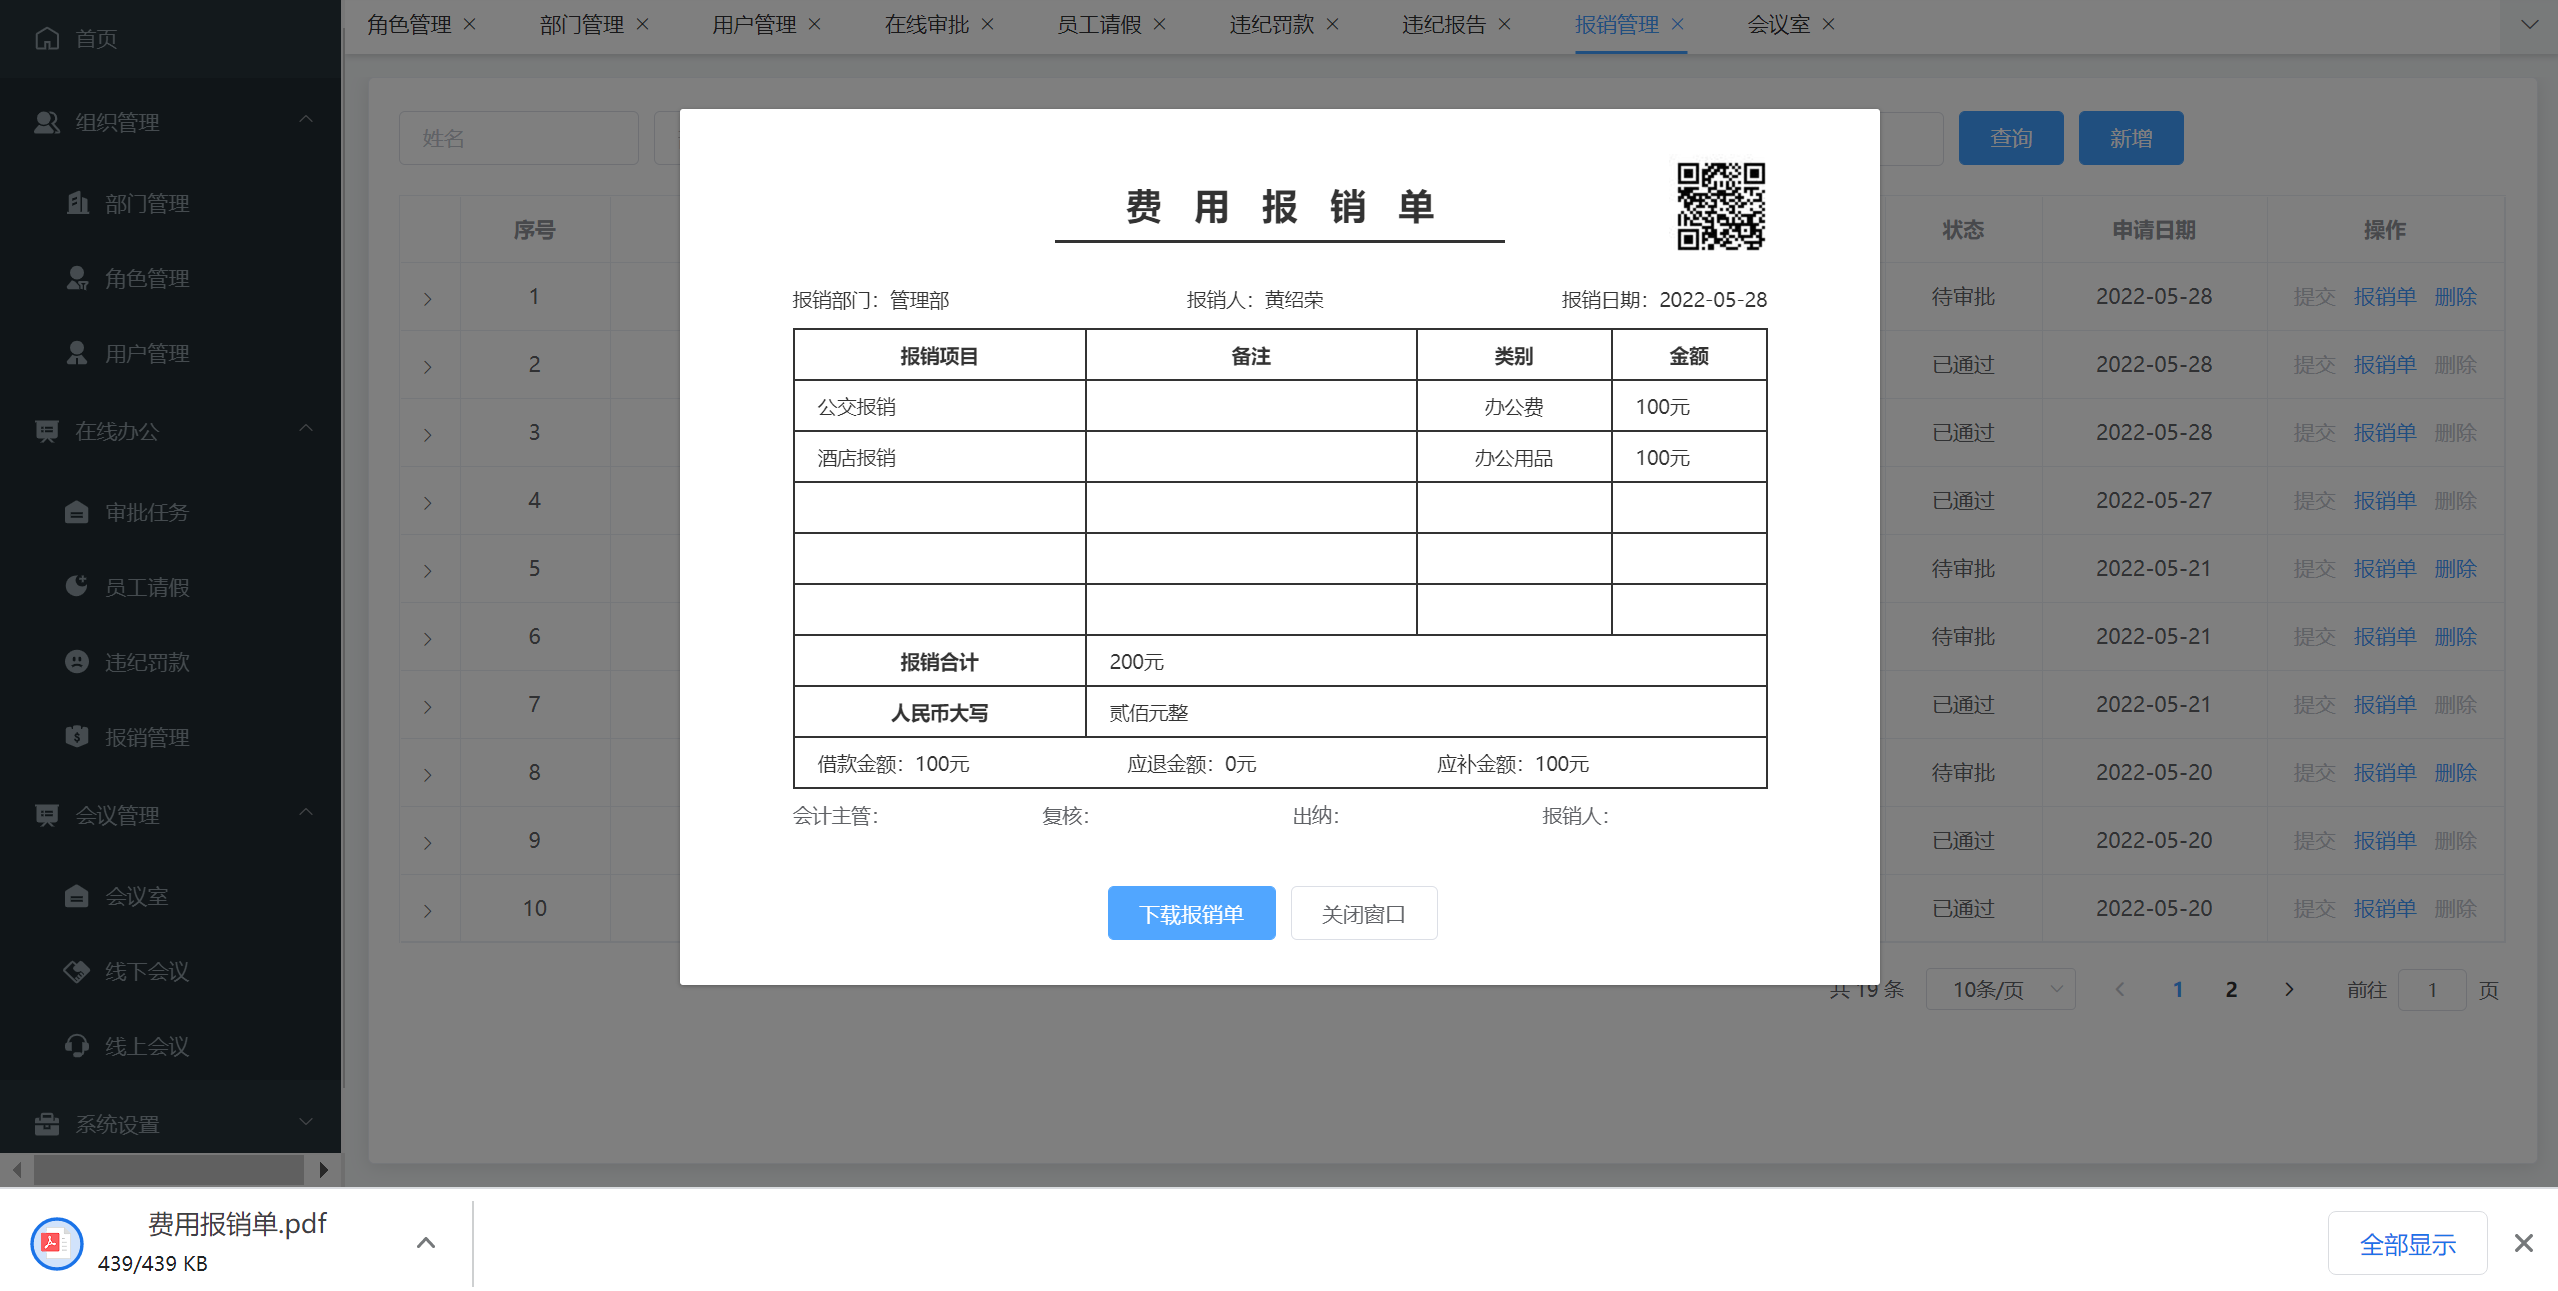 首页
组织管理
部门管理
角色管理
用户管理
在线办公
审批任务
员工请假
违纪罚款
报销管理
会议管理
会议室
线下会议
线上会议
系统设置
角色管理 部门管理 用户管理 在线审批 员工请假 违纪罚款 违纪报告 报销管理 会议室
姓名 查询 新增
序号 状态 申请日期 操作
1 待审批 2022-05-28 提交 报销单 删除
2 已通过 2022-05-28 提交 报销单 删除
3 已通过 2022-05-28 提交 报销单 删除
4 已通过 2022-05-27 提交 报销单 删除
5 待审批 2022-05-21 提交 报销单 删除
6 待审批 2022-05-21 提交 报销单 删除
7 已通过 2022-05-21 提交 报销单 删除
8 待审批 2022-05-20 提交 报销单 删除
9 已通过 2022-05-20 提交 报销单 删除
10 已通过 2022-05-20 提交 报销单 删除
共 19 条 10条/页 1 2 前往 1 页
费用报销单
报销部门：管理部 报销人：黄绍荣 报销日期：2022-05-28
报销项目 备注 类别 金额
公交报销 办公费 100元
酒店报销 办公用品 100元
报销合计 200元
人民币大写 贰佰元整
借款金额：100元 应退金额：0元 应补金额：100元
会计主管： 复核： 出纳： 报销人：
下载报销单 关闭窗口
费用报销单.pdf
439/439 KB
全部显示